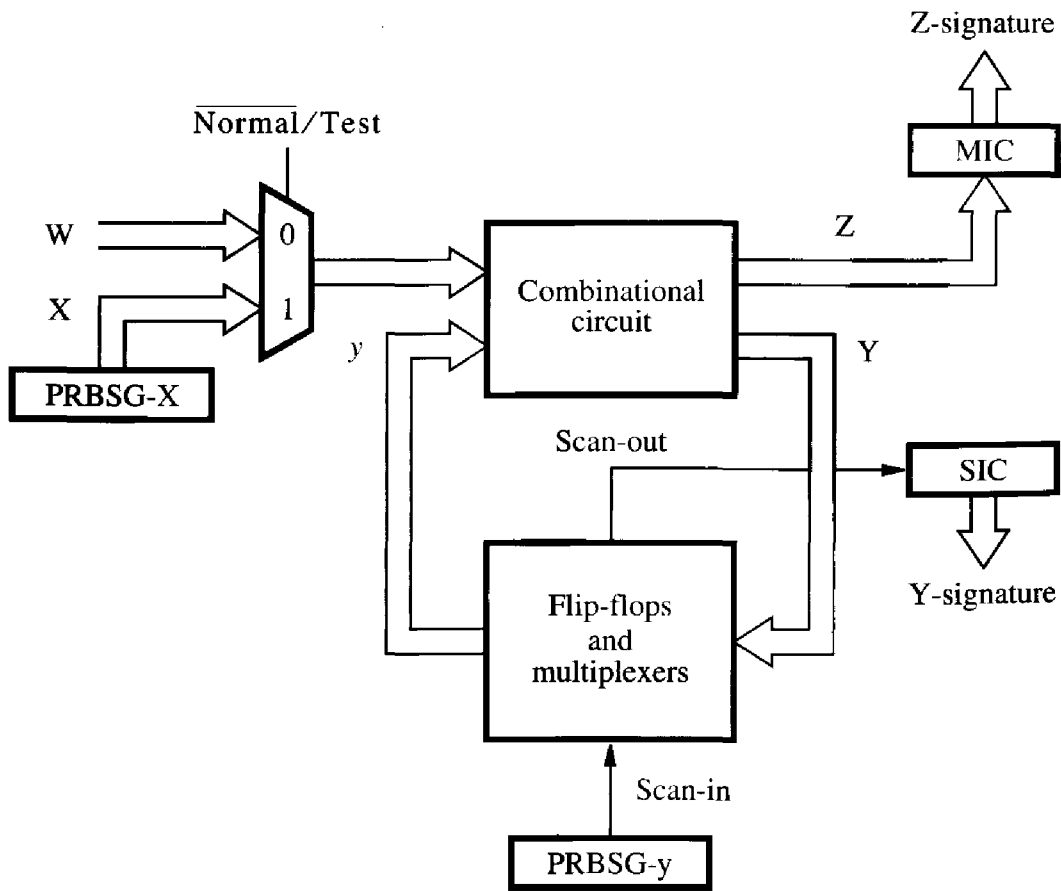 Z-signature
Normal/Test
MIC
W
0
Z
X
1
Combinational
circuit
y
Y
PRBSG-X
Scan-out
SIC
Flip-flops
and
multiplexers
Y-signature
Scan-in
PRBSG-y